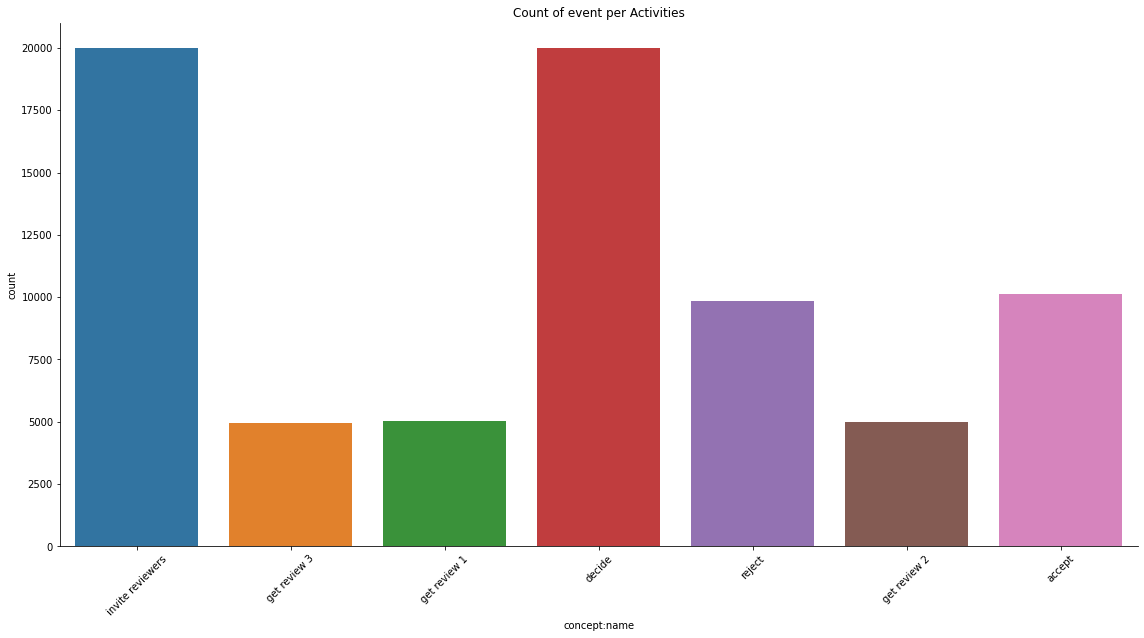 Count of event per Activities
20000
17500
15000
12500
10000
7500
5000
2500
0
count
invite reviewers
get review 3
get review 1
decide
reject
get review 2
accept
concept:name